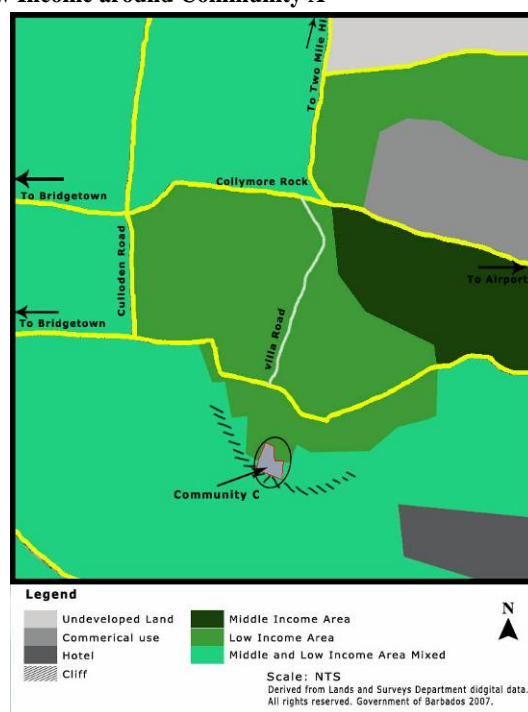 w Income around Community A
To Two Mile Hi
To Bridgetown
Collymore Rock
Culloden Road
To Airport
To Bridgetown
villa Road
Community C
Legend
Undeveloped Land
Commerical use
Hotel
Cliff
Middle Income Area
Low Income Area
Middle and Low Income Area Mixed
N
Scale: NTS
Derived from Lands and Surveys Department didgital data.
All rights reserved. Government of Barbados 2007.